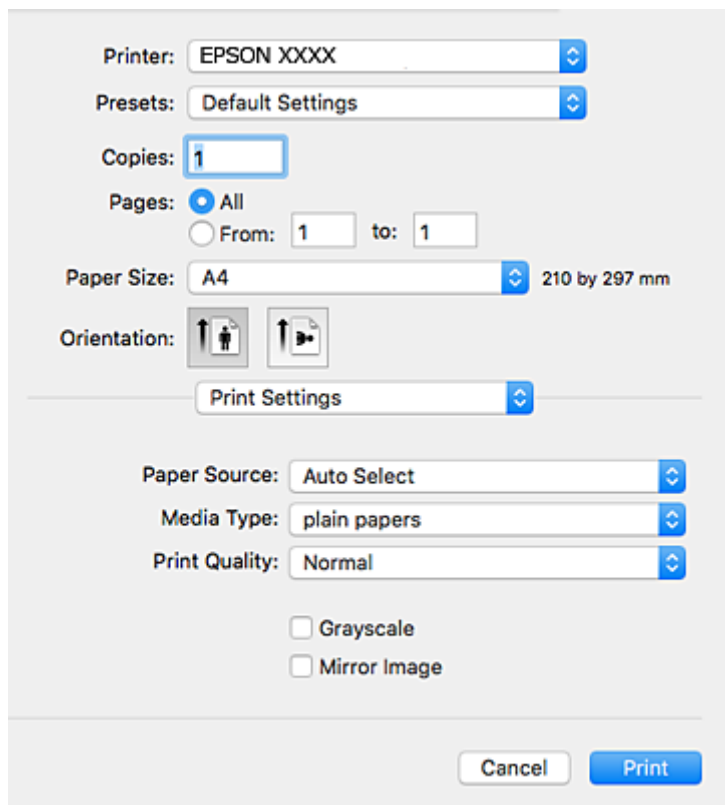 Printer: EPSON XXXX
Presets: Default Settings
Copies: 1
Pages: All
From: 1 to: 1
Paper Size: A4 210 by 297 mm
Orientation:
Print Settings
Paper Source: Auto Select
Media Type: plain papers
Print Quality: Normal
Grayscale
Mirror Image
Cancel Print